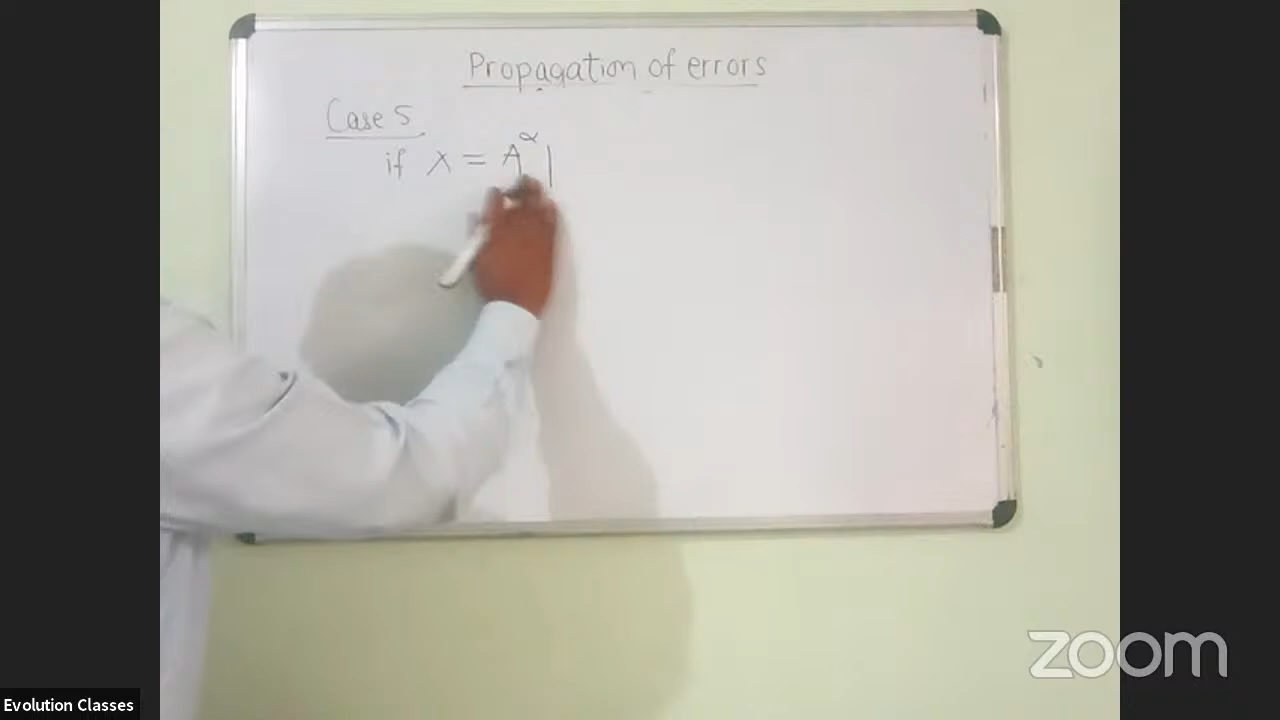 Propagation of errors
Case 5
if x = A^α |
zoom
Evolution Classes